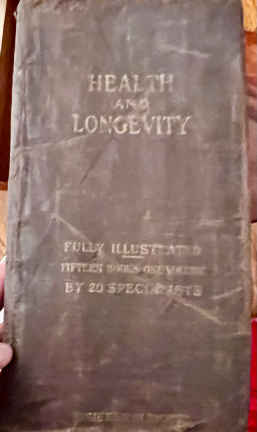 HEALTH
AND
LONGEVITY
FULLY ILLUSTRATED
FIFTEEN BOOKS ONE VOLUME
BY 20 SPECIALISTS